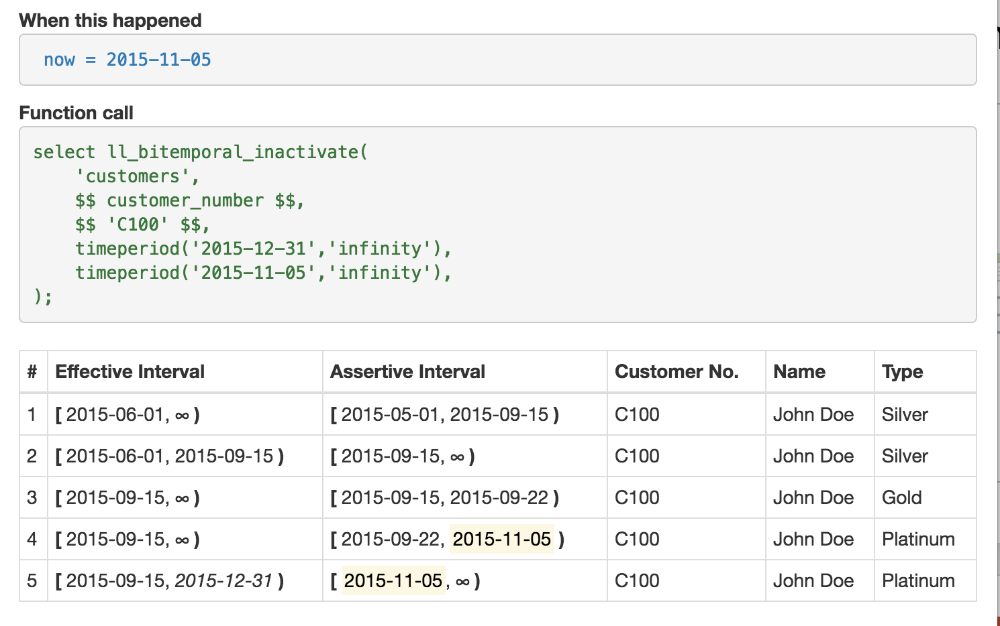 When this happened
now = 2015-11-05
Function call
select ll_bitemporal_inactivate(
'customers',
$$ customer_number $$,
$$ 'C100' $$,
timeperiod('2015-12-31','infinity'),
timeperiod('2015-11-05','infinity'),
);
# Effective Interval Assertive Interval Customer No. Name Type
1 [ 2015-06-01, ∞ ) [ 2015-05-01, 2015-09-15 ) C100 John Doe Silver
2 [ 2015-06-01, 2015-09-15 ) [ 2015-09-15, ∞ ) C100 John Doe Silver
3 [ 2015-09-15, ∞ ) [ 2015-09-15, 2015-09-22 ) C100 John Doe Gold
4 [ 2015-09-15, ∞ ) [ 2015-09-22, 2015-11-05 ) C100 John Doe Platinum
5 [ 2015-09-15, 2015-12-31 ) [ 2015-11-05, ∞ ) C100 John Doe Platinum